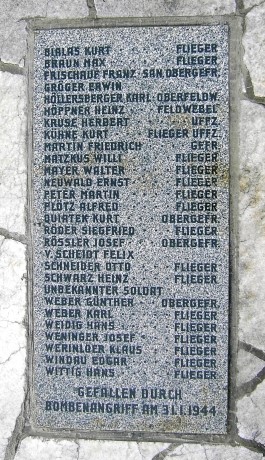 BIALAS KURT FLIEGER
BRAUN MAX FLIEGER
FRISCHAUF FRANZ SAN.OBERGEFR.
GRÖGER ERWIN
HÖLLERSBERGER KARL OBERFELDW.
HÖPPNER HEINZ FELDWEBEL
KRUSE HERBERT UFFZ.
KÜHNE KURT FLIEGER UFFZ.
MARTIN FRIEDRICH GEFR.
MATZKUS WILLI FLIEGER
MAYER WALTER FLIEGER
NEUWALD ERNST FLIEGER
PETER MARTIN FLIEGER
PLÖTZ ALFRED FLIEGER
QUIATEK KURT OBERGEFR.
RÖDER SIEGFRIED FLIEGER
RÖSSLER JOSEF OBERGEFR.
V. SCHEIDT FELIX
SCHNEIDER OTTO FLIEGER
SCHWARZ HEINZ FLIEGER
UNBEKANNTER SOLDAT
WEBER GÜNTHER OBERGEFR.
WEBER KARL FLIEGER
WEIDIG HANS FLIEGER
WENINGER JOSEF FLIEGER
WERINLÖER KLAUS FLIEGER
WINDAU EDGAR FLIEGER
WITTIG HANS FLIEGER
GEFALLEN DURCH
BOMBENANGRIFF AM 31.1.1944